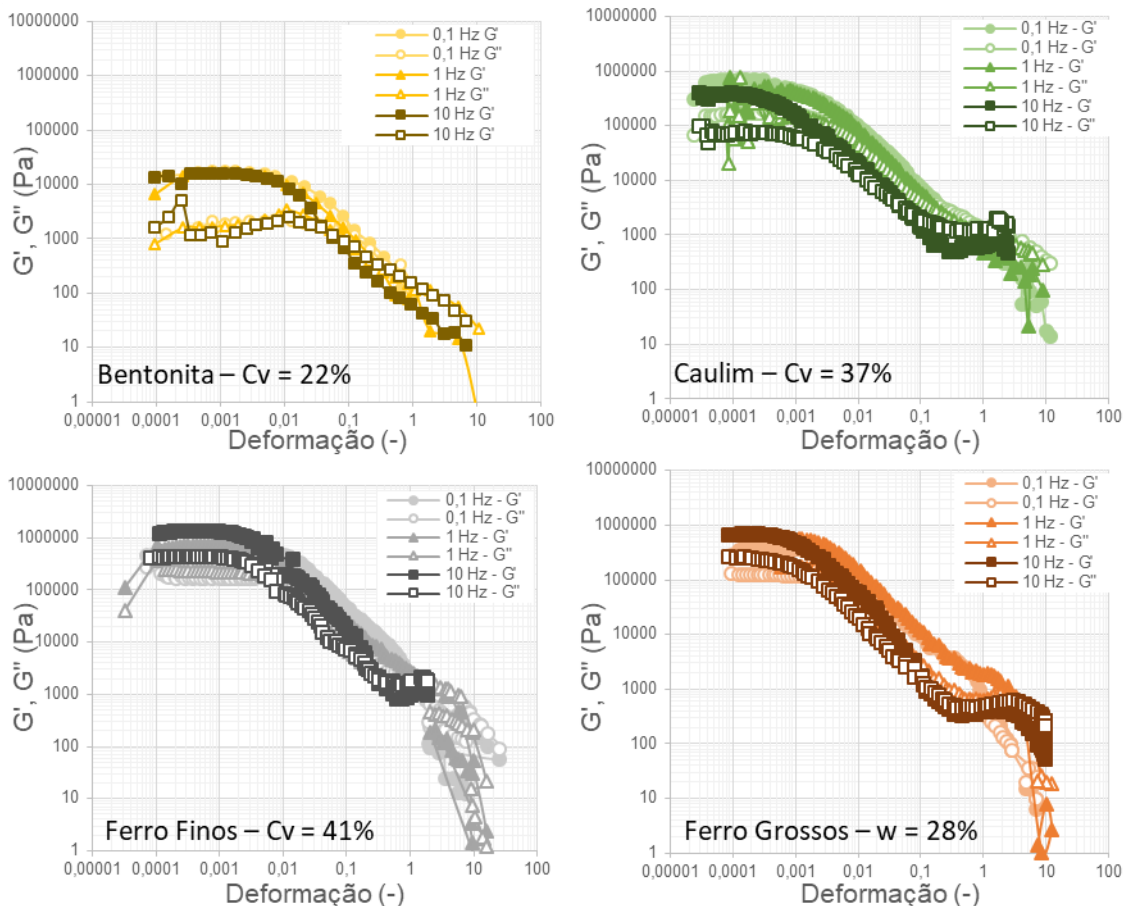 10000000
1000000
100000
10000
1000
100
10
1
G', G'' (Pa)
0,1 Hz G'
0,1 Hz G''
1 Hz G'
1 Hz G''
10 Hz G'
10 Hz G'
Bentonita – Cv = 22%
0,00001 0,0001 0,001 0,01 0,1 1 10 100
Deformação (-)
10000000
1000000
100000
10000
1000
100
10
1
G', G'' (Pa)
0,1 Hz - G'
0,1 Hz - G'
1 Hz - G'
1 Hz - G''
10 Hz - G'
10 Hz - G''
Caulim – Cv = 37%
0,00001 0,0001 0,001 0,01 0,1 1 10 100
Deformação (-)
10000000
1000000
100000
10000
1000
100
10
1
G', G'' (Pa)
0,1 Hz - G'
0,1 Hz - G''
1 Hz - G'
1 Hz - G''
10 Hz - G'
10 Hz - G''
Ferro Finos – Cv = 41%
0,00001 0,0001 0,001 0,01 0,1 1 10 100
Deformação (-)
10000000
1000000
100000
10000
1000
100
10
1
G', G'' (Pa)
0,1 Hz - G'
0,1 Hz - G''
1 Hz - G'
1 Hz - G''
10 Hz - G'
10 Hz - G''
Ferro Grossos – w = 28%
0,00001 0,0001 0,001 0,01 0,1 1 10 100
Deformação (-)